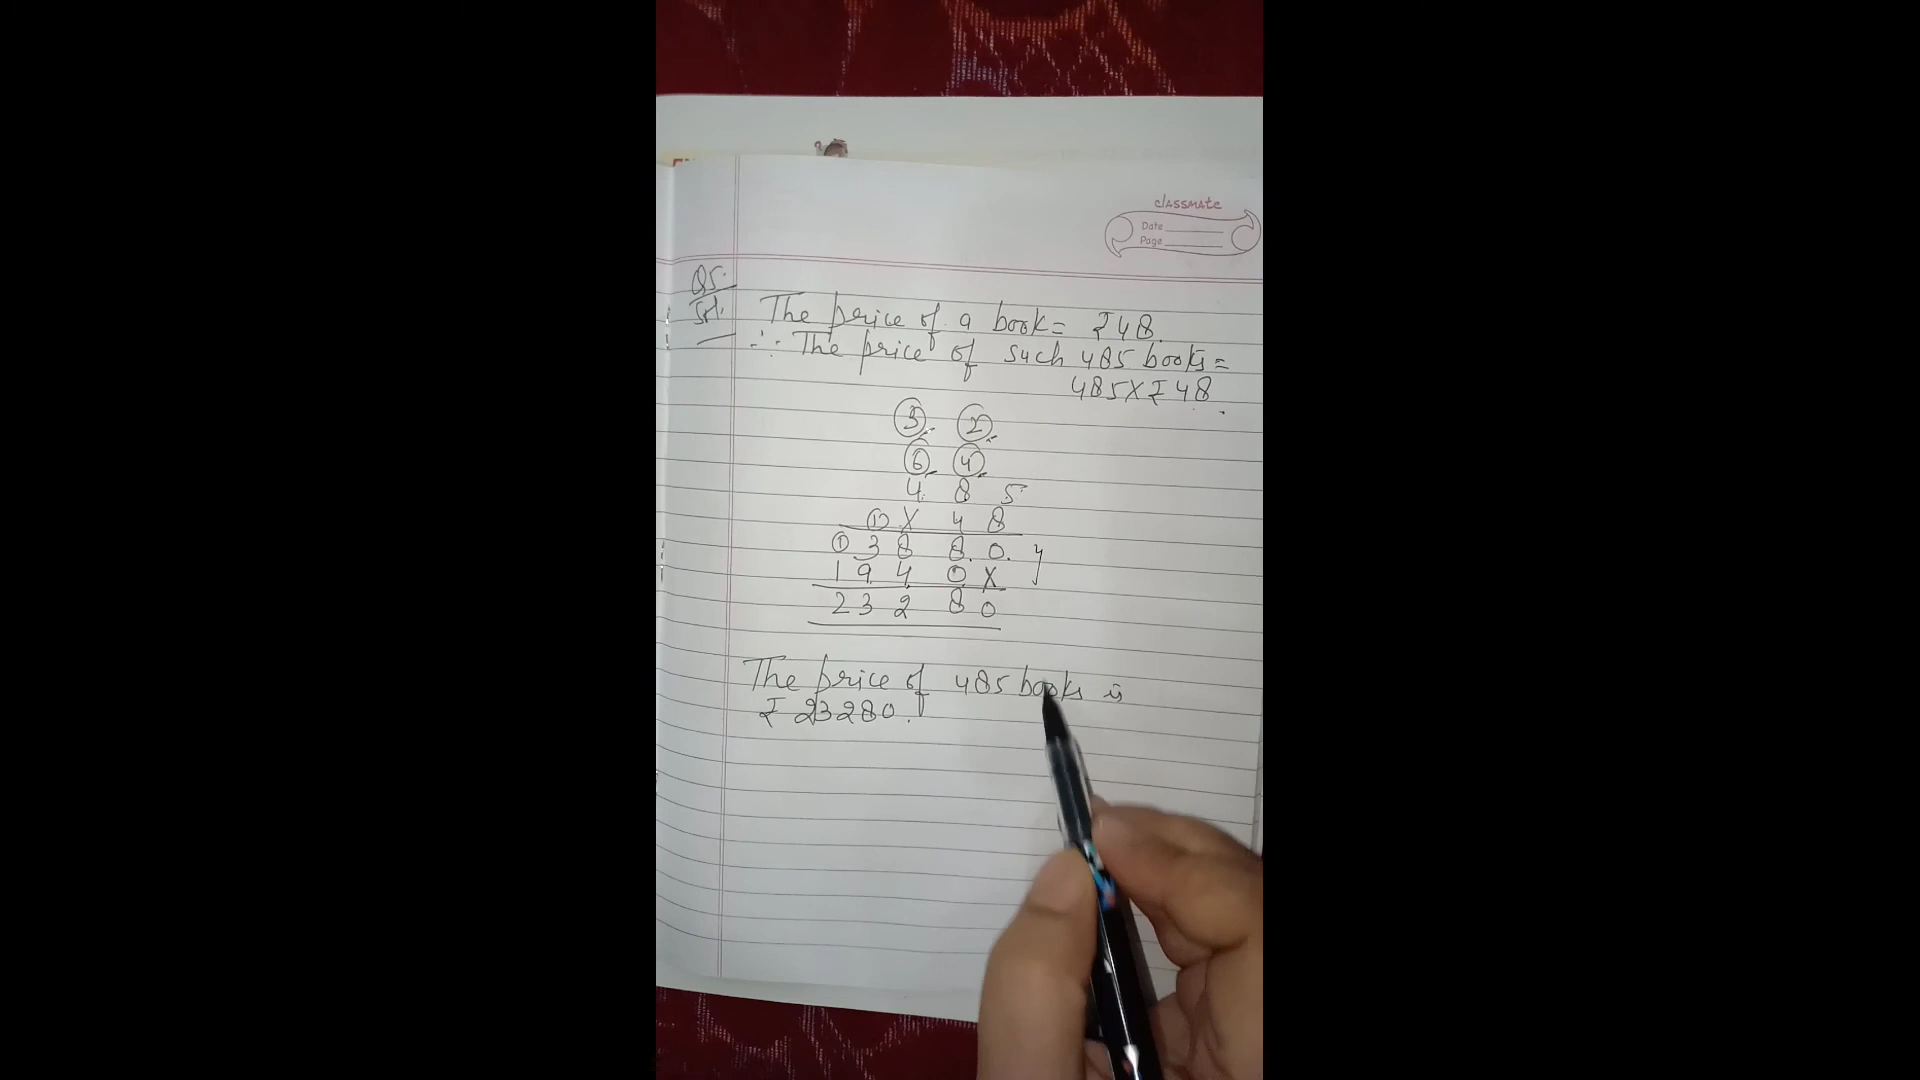 classmate
Date
Page
Q5.
Sol.
The price of a book = ₹48.
∴ The price of such 485 books =
485 X ₹48.
3 2
6 4
4 8 5
1 X 4 8
1 3 8 8 0
1 9 4 0 X
2 3 2 8 0
The price of 485 books is
₹ 23280.